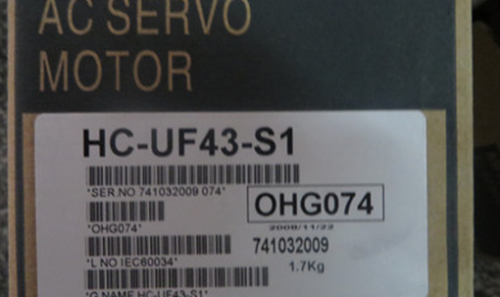 AC SERVO
MOTOR
HC-UF43-S1
"SER.NO 741032009 074"
OHG074
"OHG074"
2008/11/22
741032009
"L NO IEC60034"
1.7Kg
"G.NAME HC-UF43-S1"